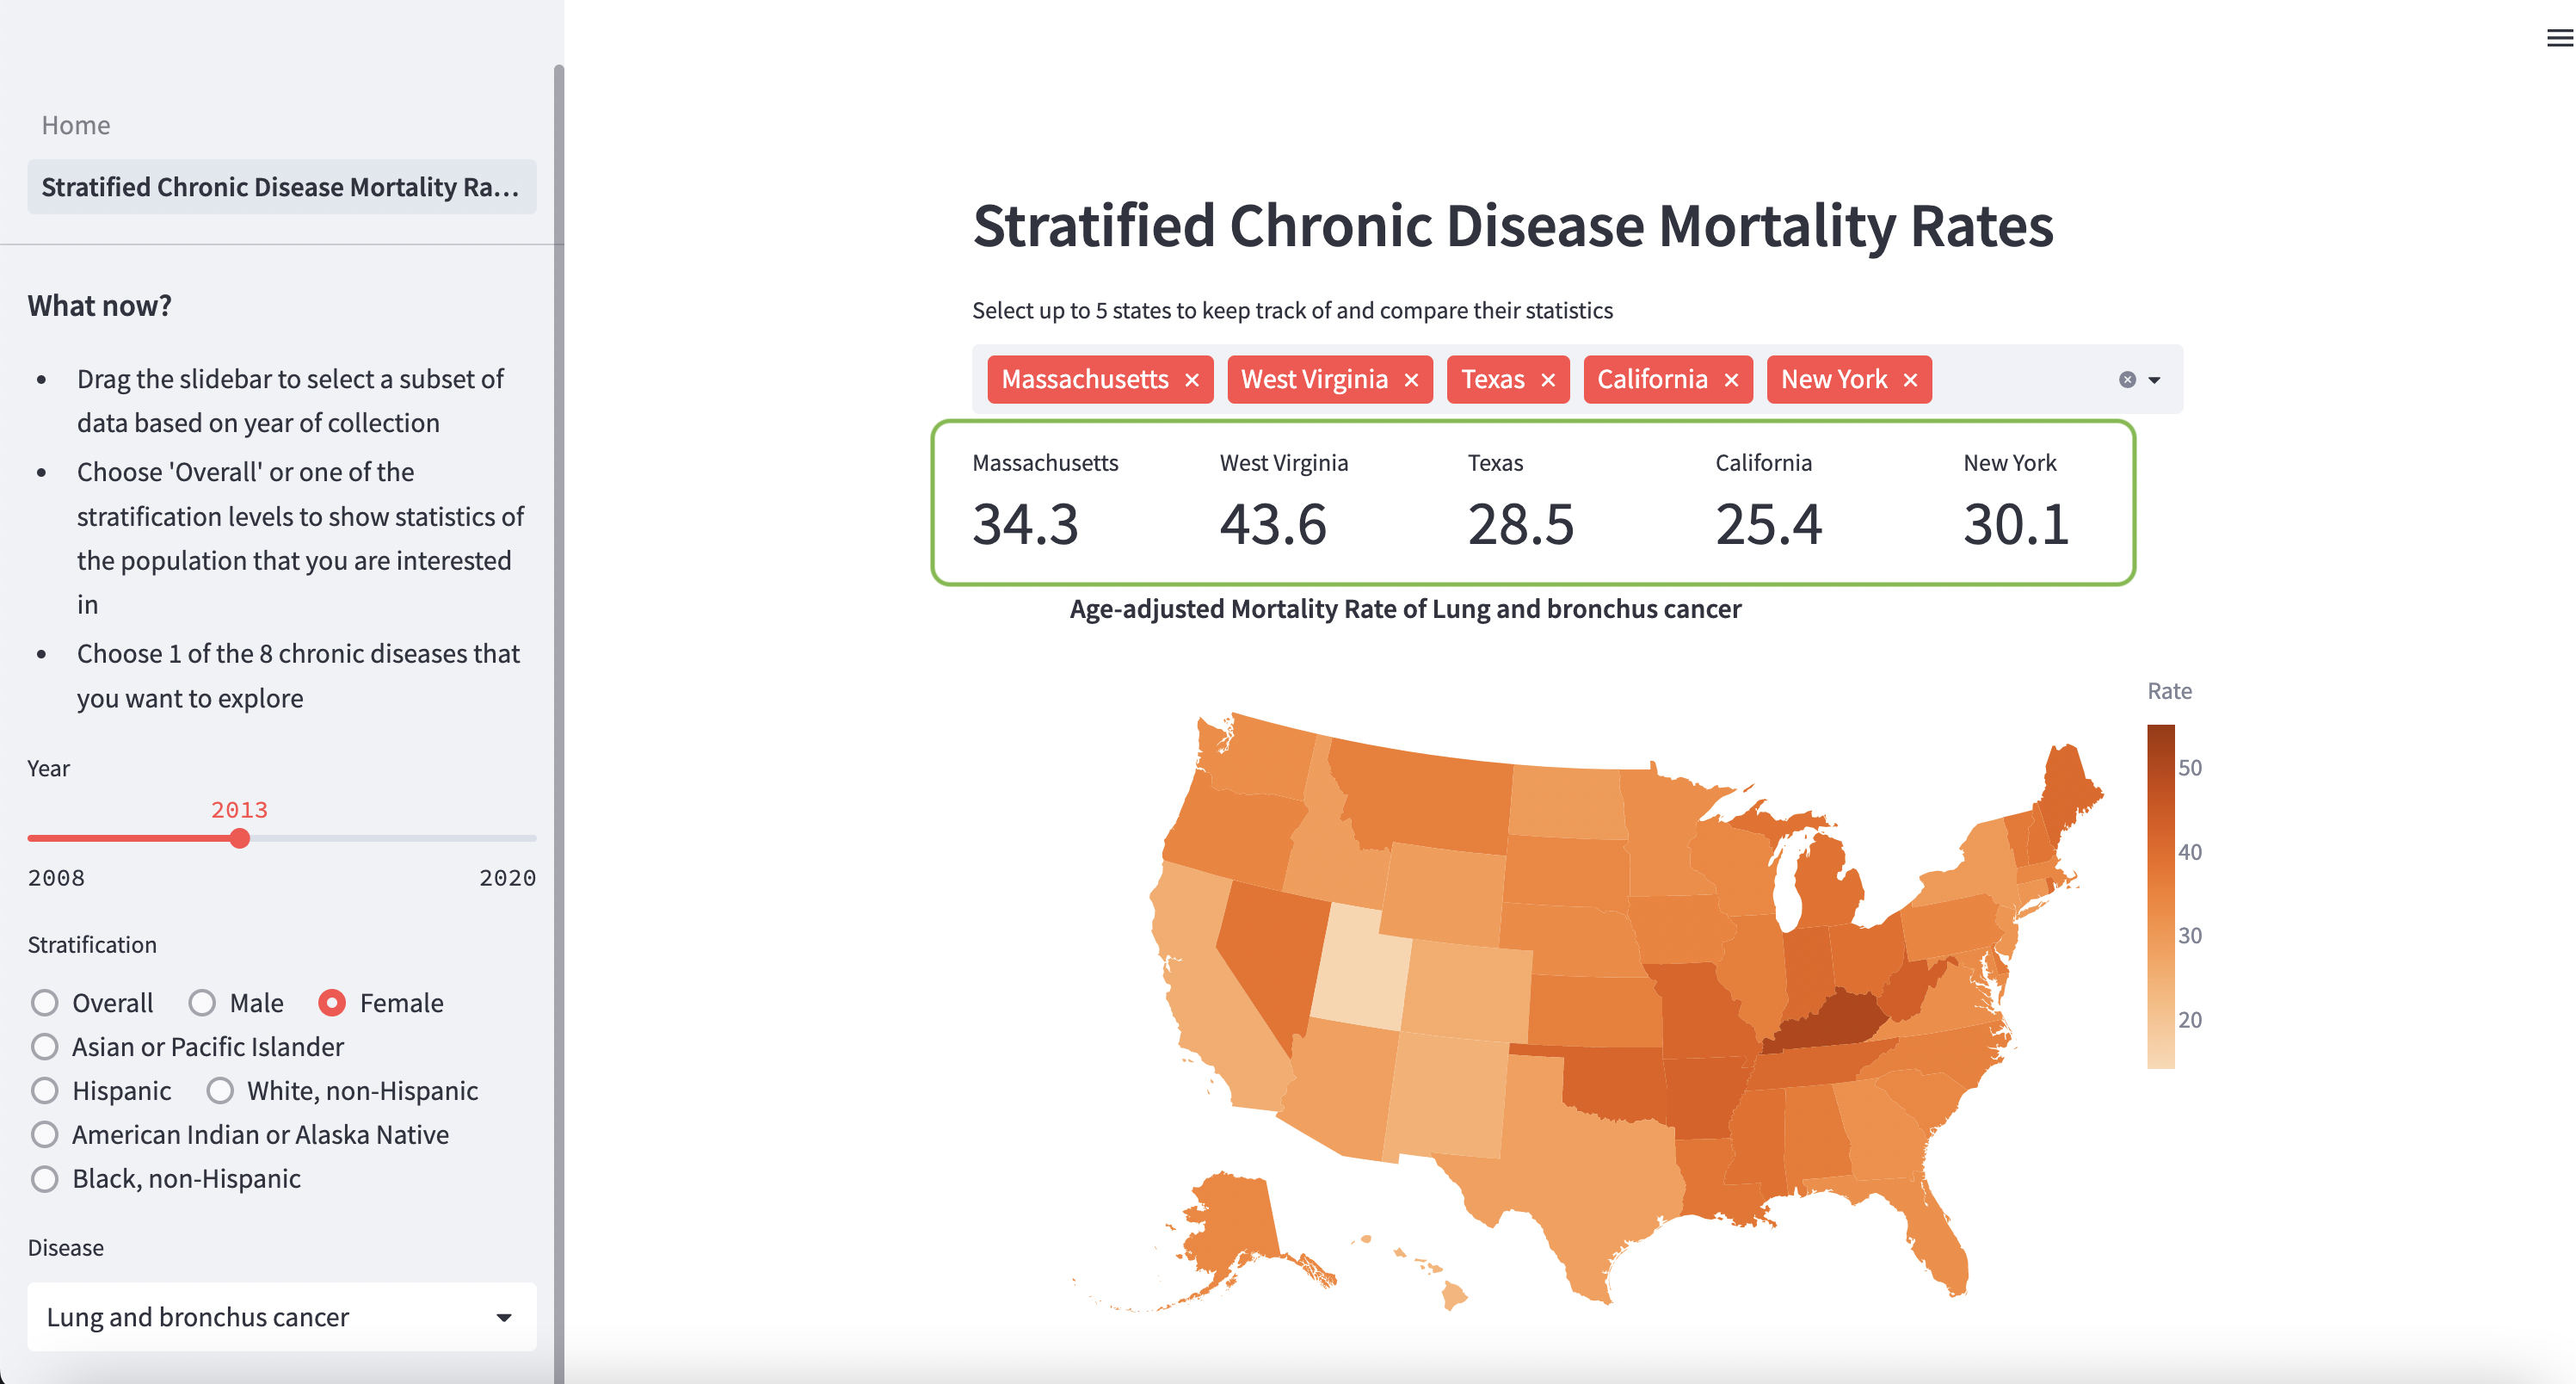 Home
Stratified Chronic Disease Mortality Ra...
What now?
Drag the slidebar to select a subset of
data based on year of collection
Choose 'Overall' or one of the
stratification levels to show statistics of
the population that you are interested
in
Choose 1 of the 8 chronic diseases that
you want to explore
Year
2013
2008 2020
Stratification
Overall Male Female
Asian or Pacific Islander
Hispanic White, non-Hispanic
American Indian or Alaska Native
Black, non-Hispanic
Disease
Lung and bronchus cancer
Stratified Chronic Disease Mortality Rates
Select up to 5 states to keep track of and compare their statistics
Massachusetts West Virginia Texas California New York
Massachusetts West Virginia Texas California New York
34.3 43.6 28.5 25.4 30.1
Age-adjusted Mortality Rate of Lung and bronchus cancer
Rate
50
40
30
20